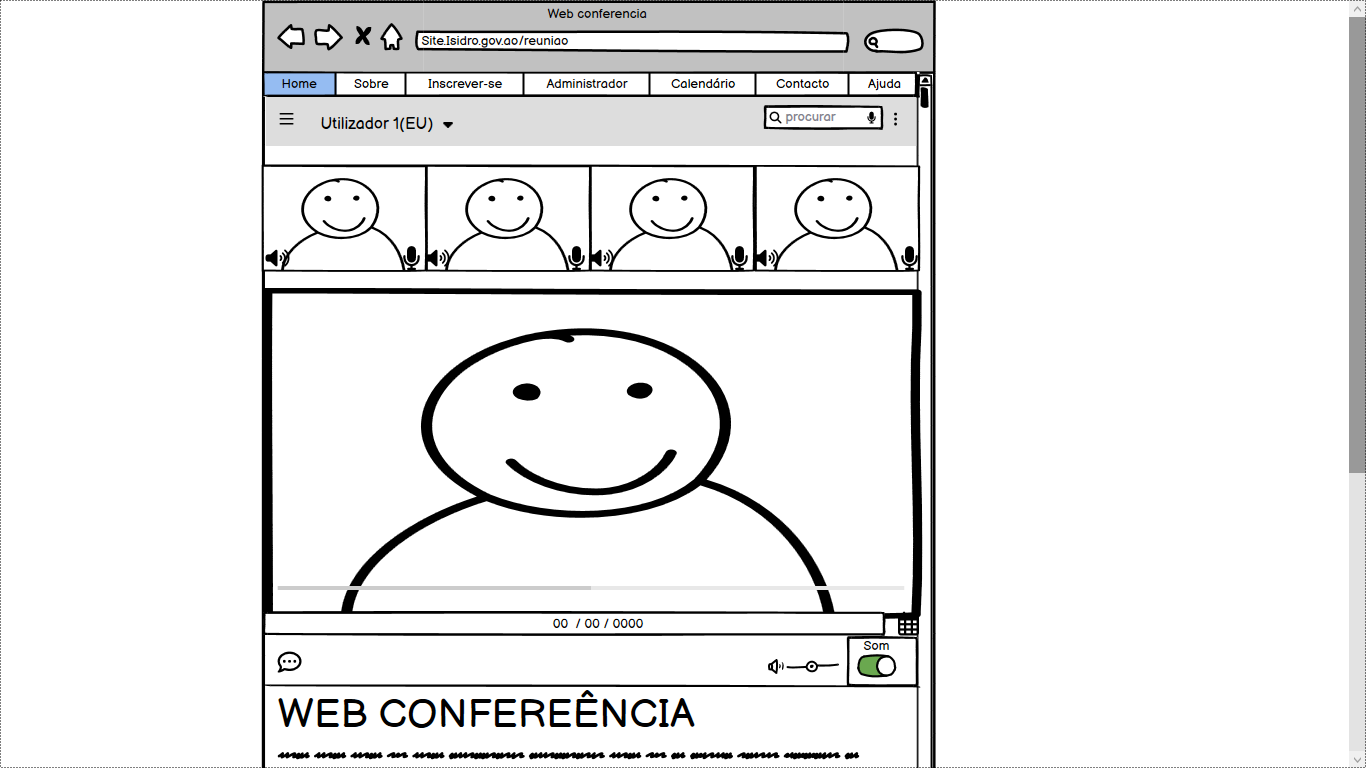 Web conferencia
Site.Isidro.gov.ao/reuniao
Home Sobre Inscrever-se Administrador Calendário Contacto Ajuda
Utilizador 1(EU)
procurar
00 / 00 / 0000
Som
WEB CONFEREÊNCIA